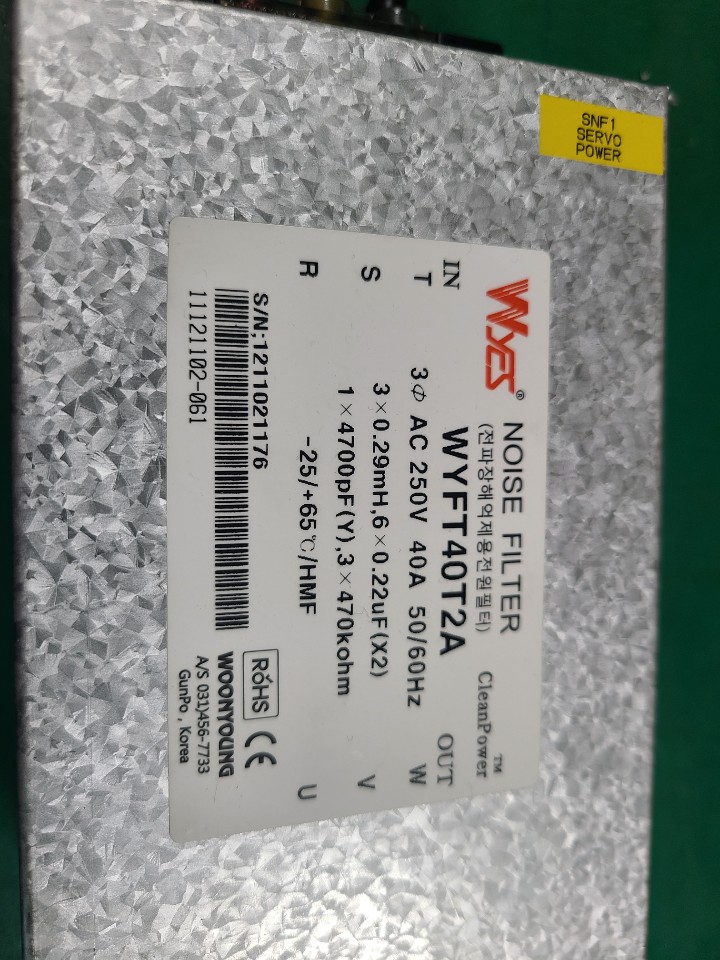 SNF1
SERVO
POWER
WYES®
NOISE FILTER
(전파장해억제용전원필터)
CleanPower™
WYFT40T2A
IN
OUT
T
3Φ AC 250V 40A 50/60Hz
W
3×0.29mH,6×0.22uF(X2)
S
1×4700pF(Y),3×470kohm
V
R
-25/+65℃/HMF
U
S/N;1211021176
11121102-061
RoHS CE
WOONYOUNG
A/S 031)456-7733
GunPo, Korea